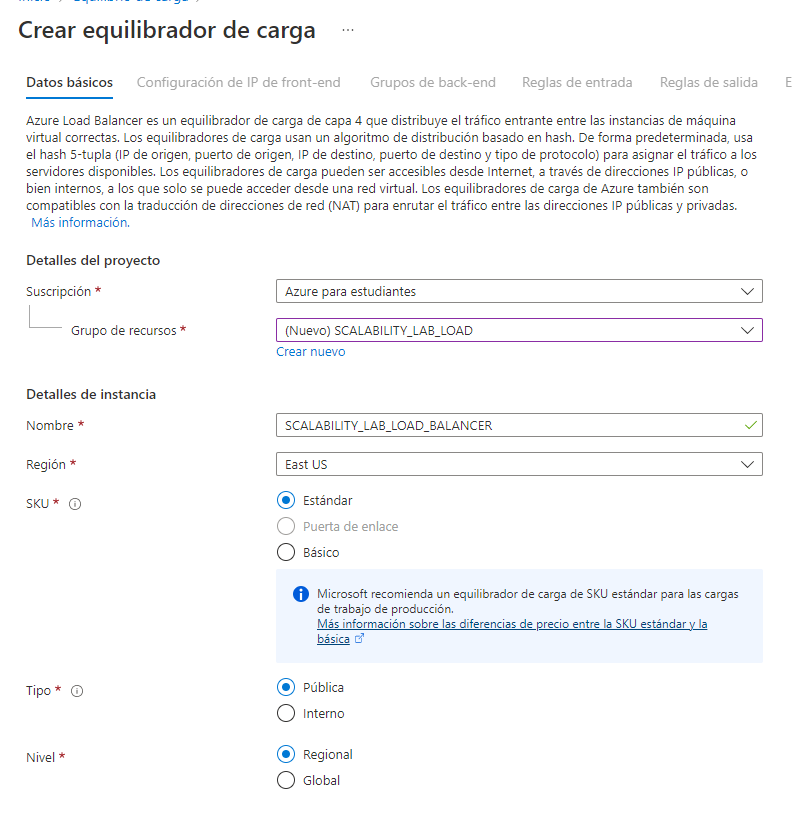 Inicio > Equilibrio de carga >
Crear equilibrador de carga ...
Datos básicos Configuración de IP de front-end Grupos de back-end Reglas de entrada Reglas de salida E
Azure Load Balancer es un equilibrador de carga de capa 4 que distribuye el tráfico entrante entre las instancias de máquina
virtual correctas. Los equilibradores de carga usan un algoritmo de distribución basado en hash. De forma predeterminada, usa
el hash 5-tupla (IP de origen, puerto de origen, IP de destino, puerto de destino y tipo de protocolo) para asignar el tráfico a los
servidores disponibles. Los equilibradores de carga pueden ser accesibles desde Internet, a través de direcciones IP públicas, o
bien internos, a los que solo se puede acceder desde una red virtual. Los equilibradores de carga de Azure también son
compatibles con la traducción de direcciones de red (NAT) para enrutar el tráfico entre las direcciones IP públicas y privadas.
Más información.
Detalles del proyecto
Suscripción * Azure para estudiantes
Grupo de recursos * (Nuevo) SCALABILITY_LAB_LOAD
Crear nuevo
Detalles de instancia
Nombre * SCALABILITY_LAB_LOAD_BALANCER
Región * East US
SKU * Estándar
Puerta de enlace
Básico
Microsoft recomienda un equilibrador de carga de SKU estándar para las cargas
de trabajo de producción.
Más información sobre las diferencias de precio entre la SKU estándar y la
básica
Tipo * Pública
Interno
Nivel * Regional
Global